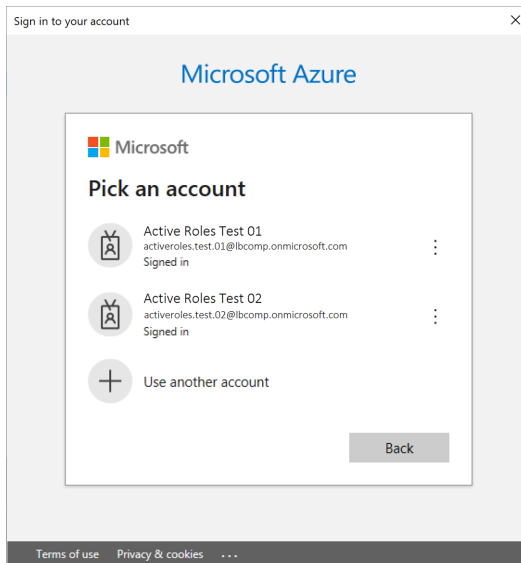 Sign in to your account
Microsoft Azure
Microsoft
Pick an account
Active Roles Test 01
activeroles.test.01@lbcomp.onmicrosoft.com
Signed in
Active Roles Test 02
activeroles.test.02@lbcomp.onmicrosoft.com
Signed in
Use another account
Back
Terms of use Privacy & cookies ...